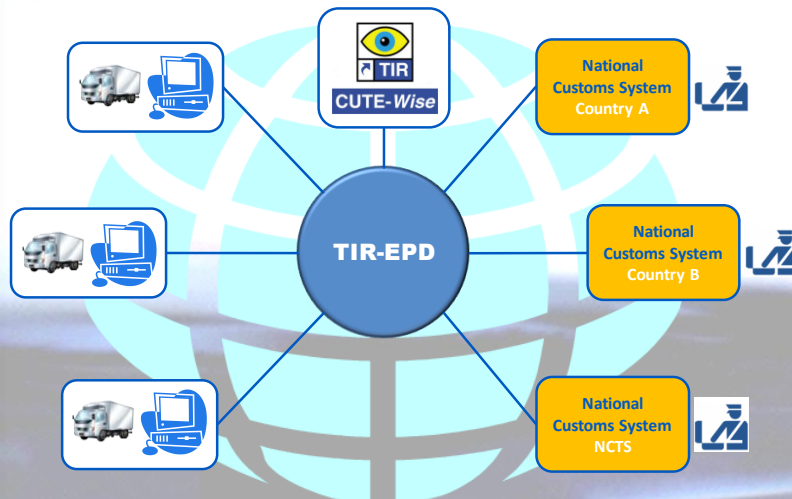 TIR
CUTE-Wise
National
Customs System
Country A
TIR-EPD
National
Customs System
Country B
National
Customs System
NCTS